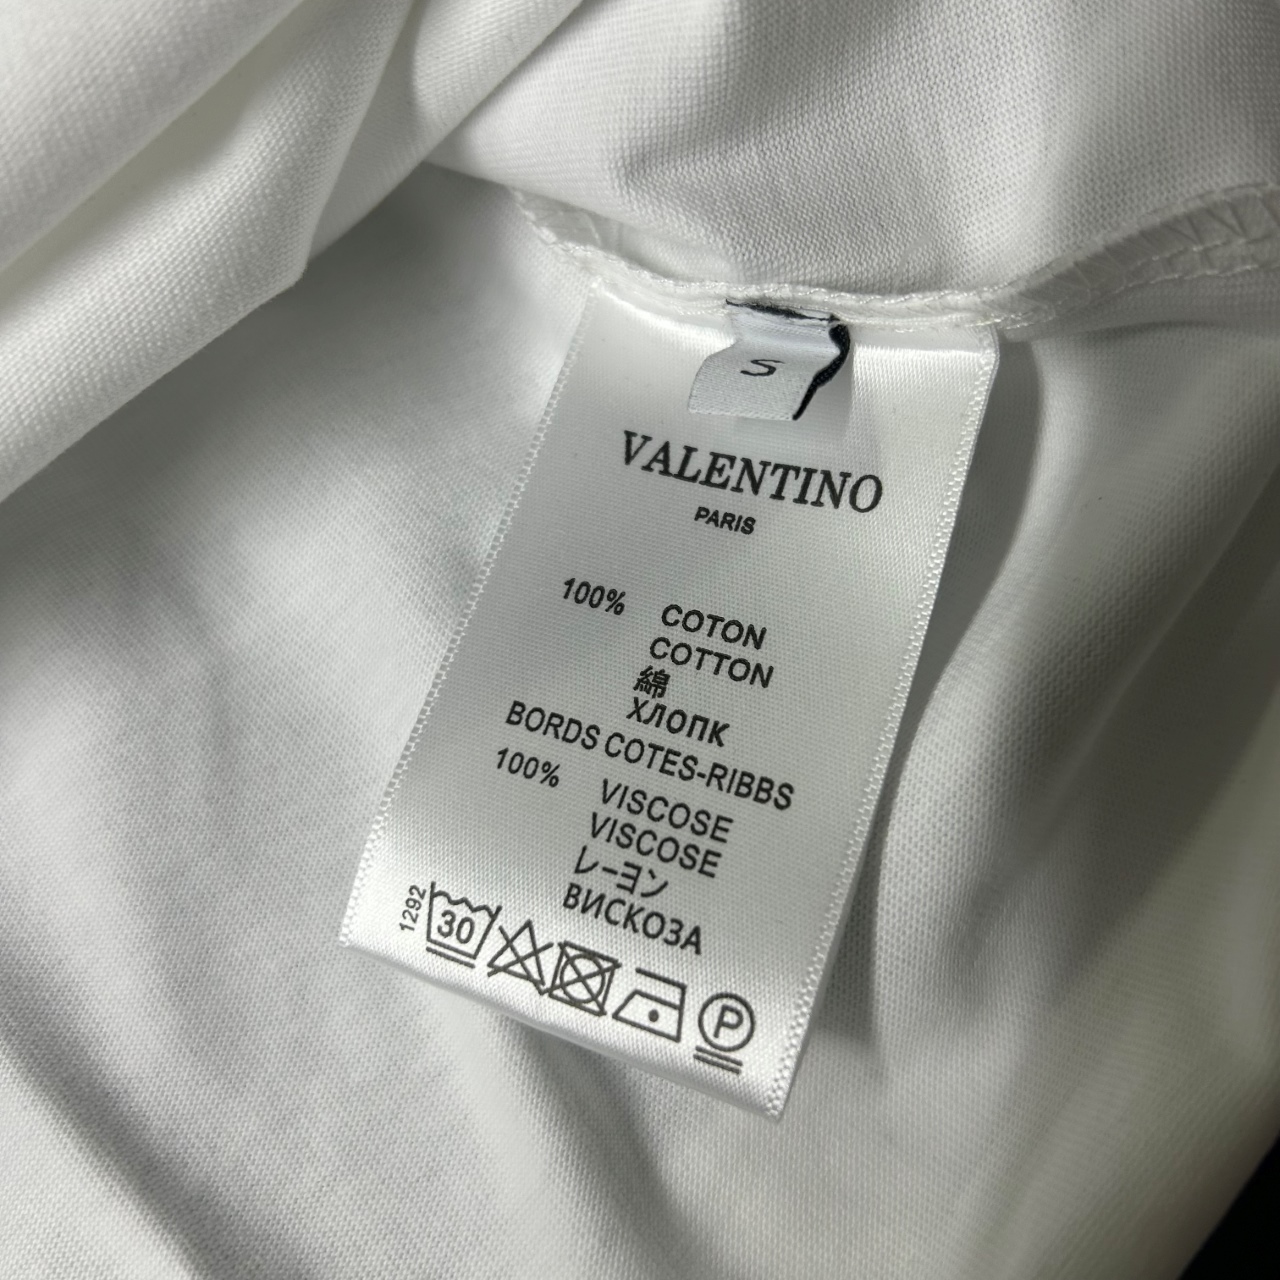 S
VALENTINO
PARIS
100% COTON
COTTON
綿
ХЛОПК
BORDS COTES-RIBBS
100% VISCOSE
VISCOSE
レーヨン
ВИСКОЗА
1292
30
P